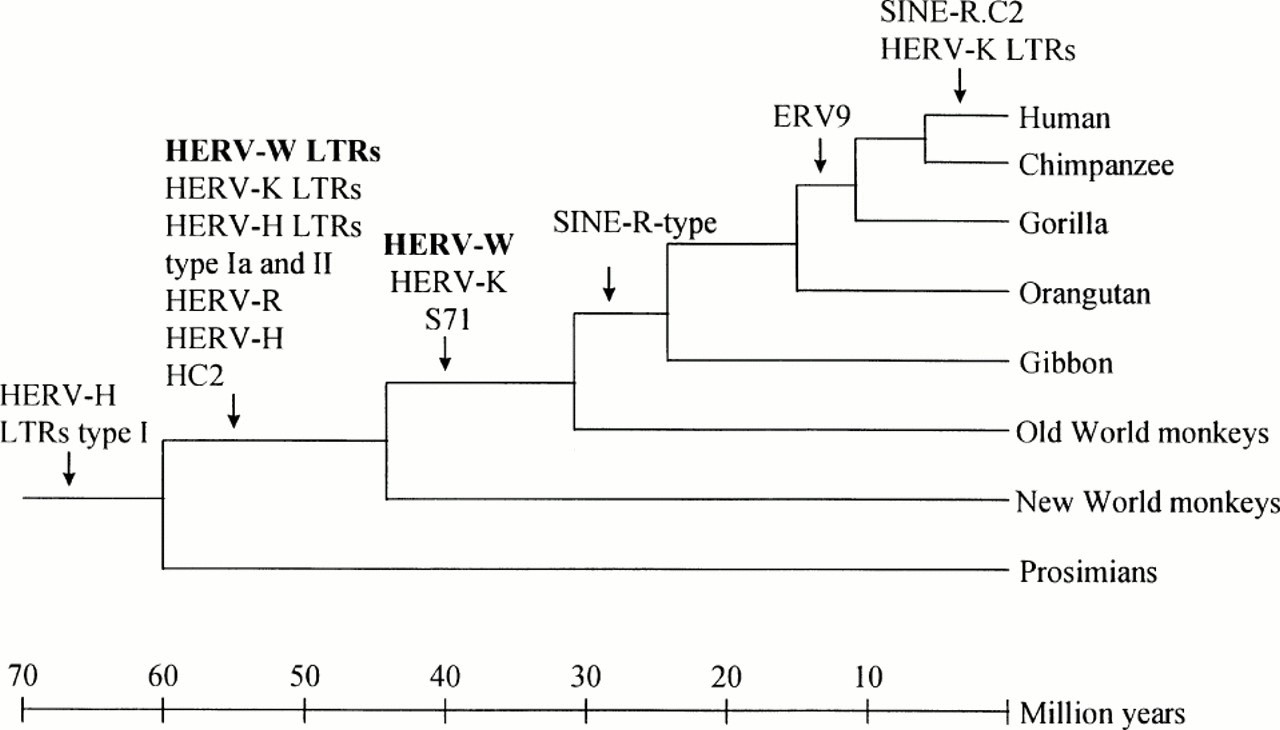 SINE-R.C2
HERV-K LTRs
ERV9
Human
Chimpanzee
Gorilla
Orangutan
Gibbon
Old World monkeys
New World monkeys
Prosimians
SINE-R-type
HERV-W
HERV-K
S71
HERV-W LTRs
HERV-K LTRs
HERV-H LTRs
type Ia and II
HERV-R
HERV-H
HC2
HERV-H
LTRs type I
70 60 50 40 30 20 10
Million years